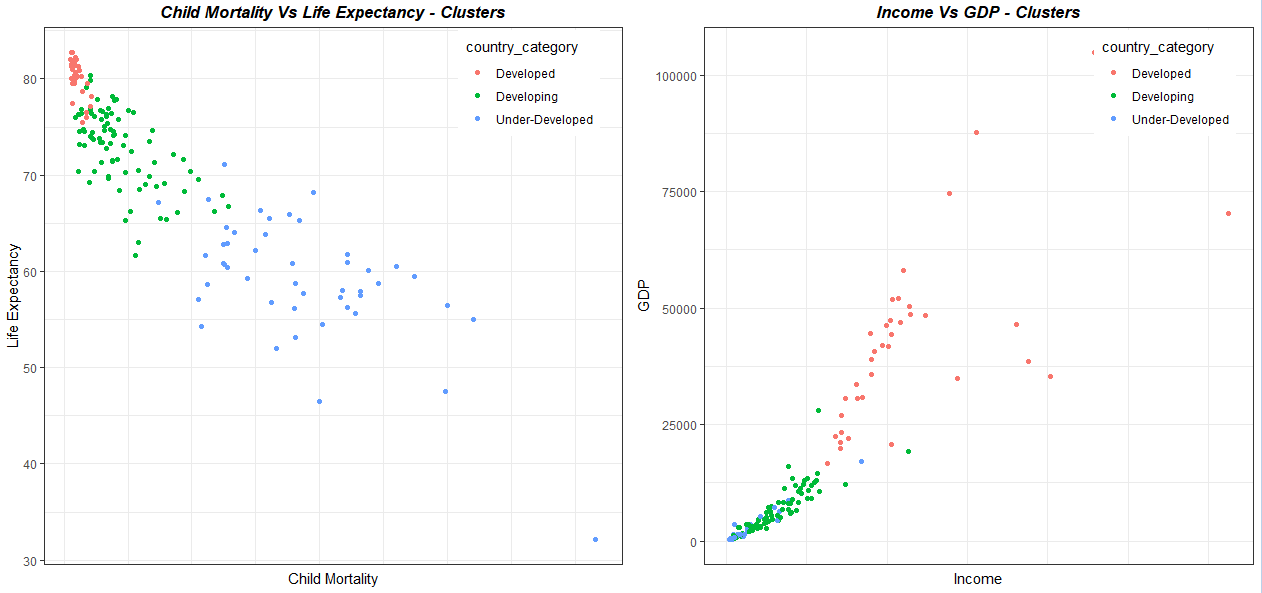 Child Mortality Vs Life Expectancy - Clusters
country_category
Developed
Developing
Under-Developed
80
70
60
50
40
30
Life Expectancy
Child Mortality
Income Vs GDP - Clusters
country_category
Developed
Developing
Under-Developed
100000
75000
50000
25000
0
GDP
Income